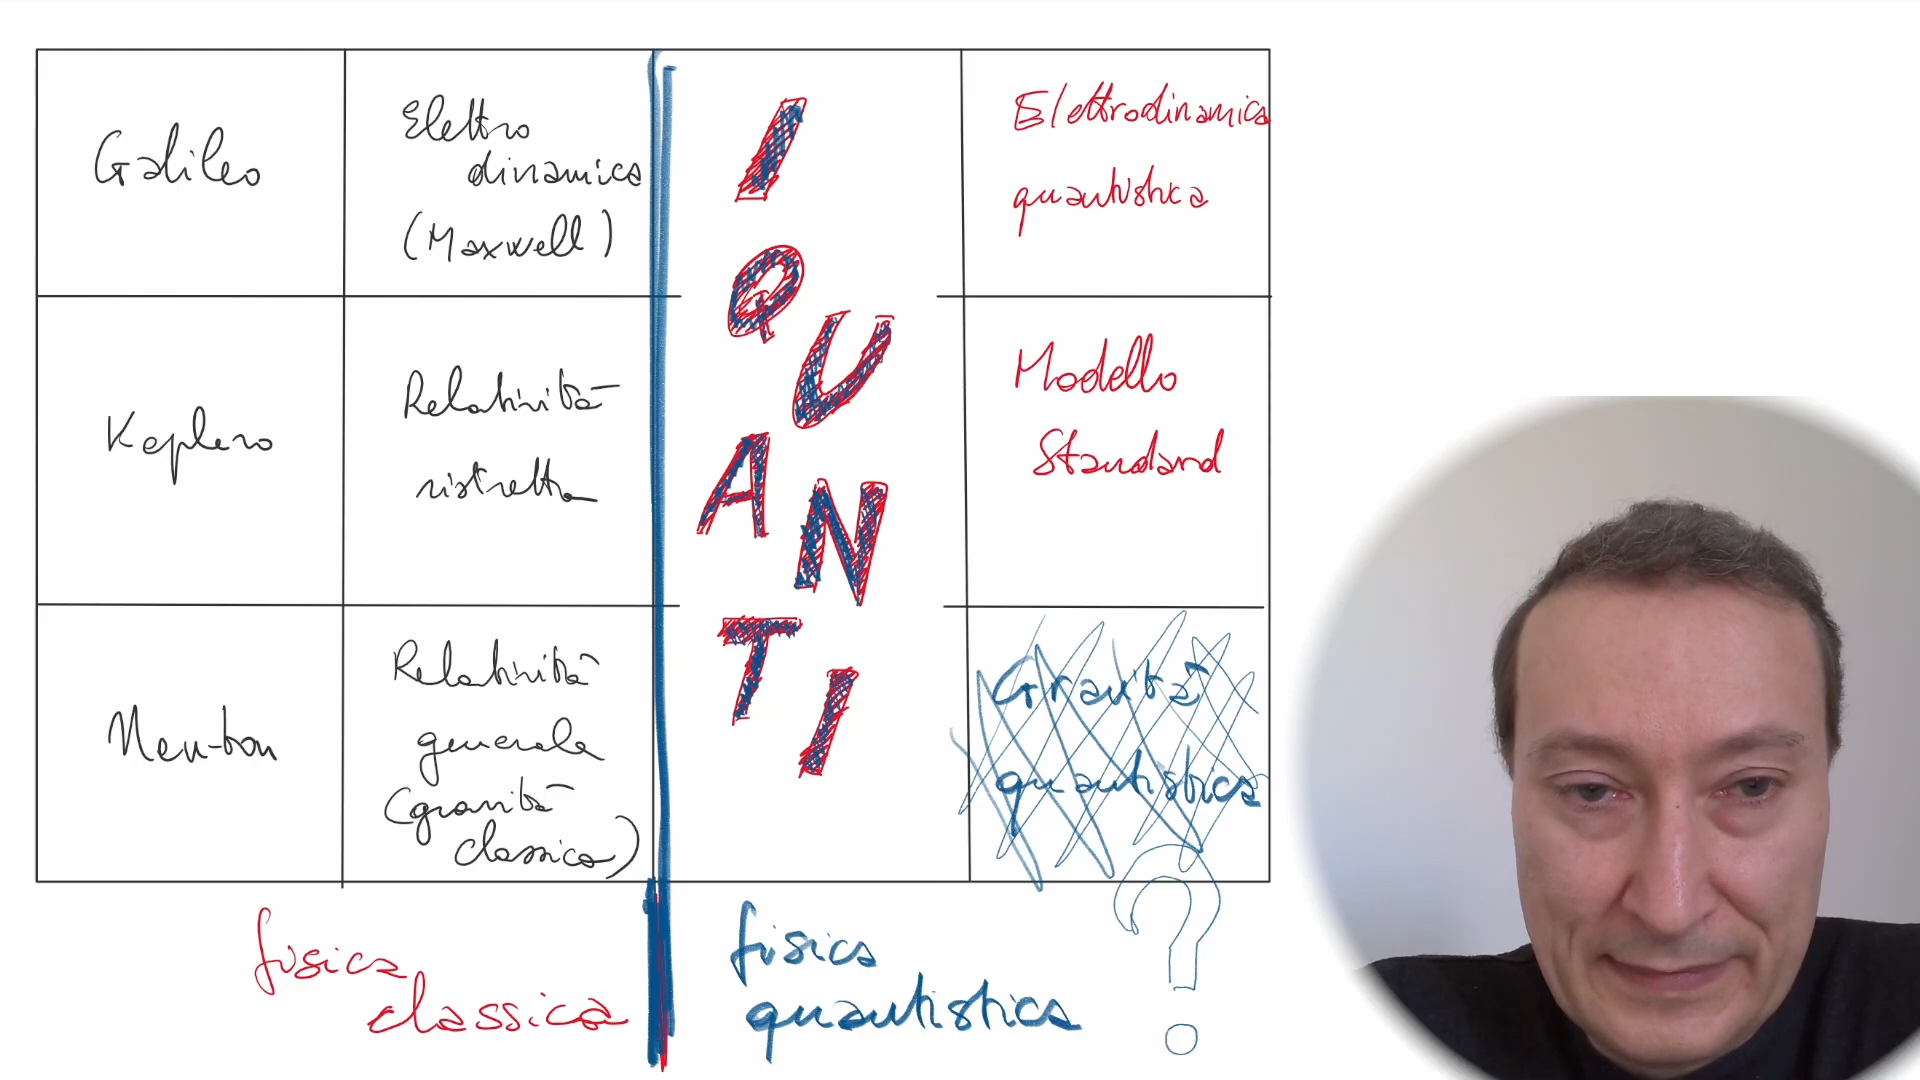 Galileo
Elettro
dinamica
(Maxwell)
I
QUANTI
Elettrodinamica
quantistica
Keplero
Relatività
ristretta
Modello
Standard
Newton
Relatività
generale
(gravità
classica)
Gravità
quantistica
?
fisica
classica
fisica
quantistica